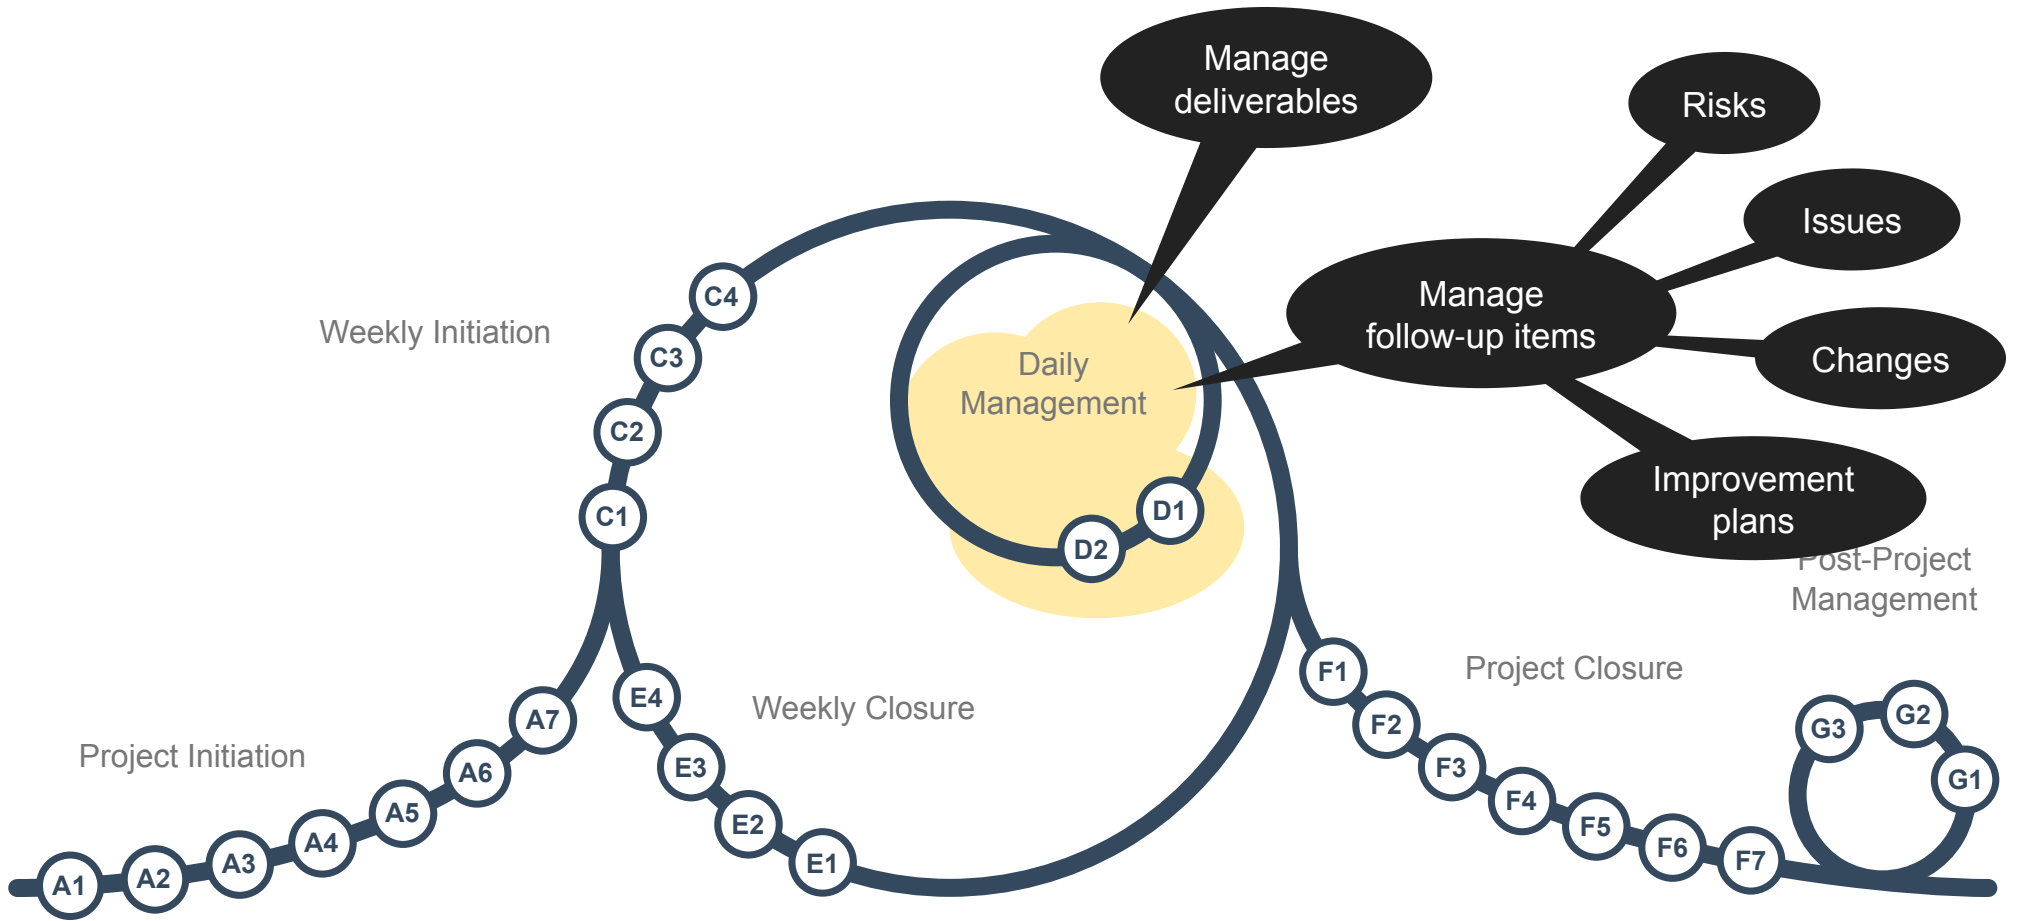 Manage
deliverables
Risks
Issues
Manage
follow-up items
Changes
Improvement
plans
Post-Project
Management
Daily
Management
Weekly Initiation
C4
C3
C2
C1
D1
D2
Project Closure
Weekly Closure
Project Initiation
E4
E3
E2
E1
A7
A6
A5
A4
A3
A2
A1
F1
F2
F3
F4
F5
F6
F7
G3
G2
G1